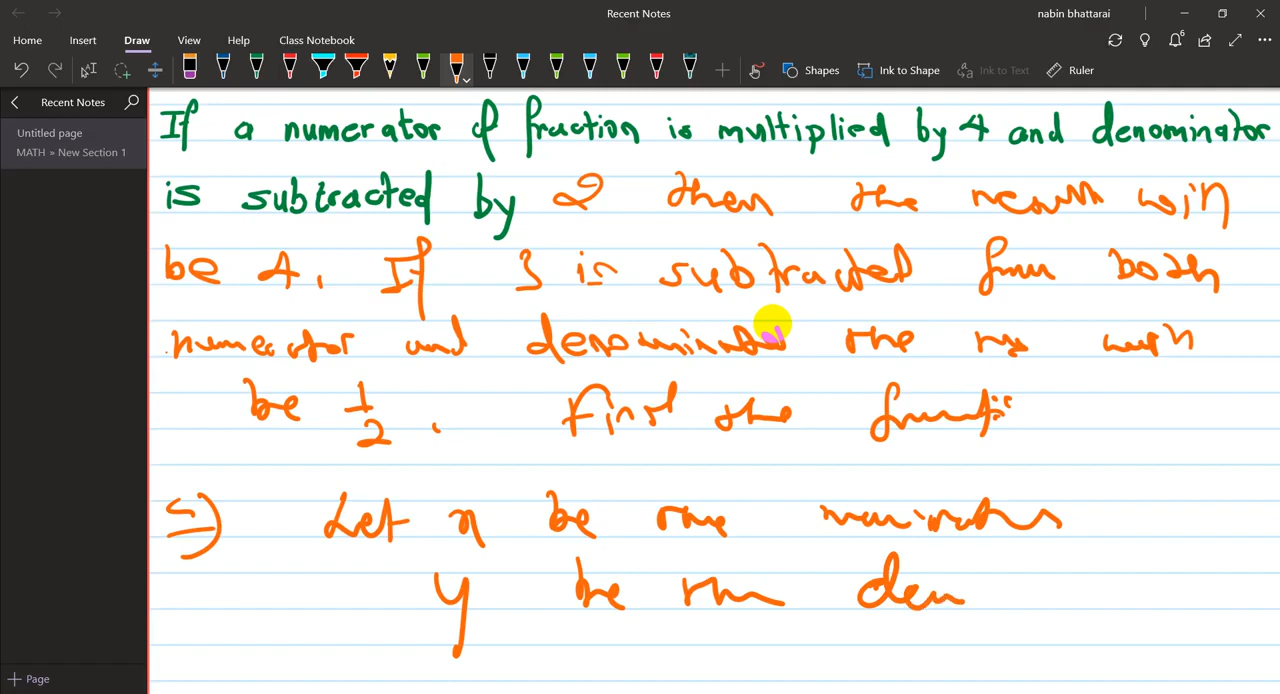 Recent Notes
nabin bhattarai
Home Insert Draw View Help Class Notebook
Shapes Ink to Shape Ink to Text Ruler
Recent Notes
Untitled page
MATH » New Section 1
If a numerator of fraction is multiplied by 4 and denominator
is subtracted by 2 then the result will
be 4. If 3 is subtracted from both
numerator and denominator the
be 1/2. Find the
Let x be the
y be the den
+ Page